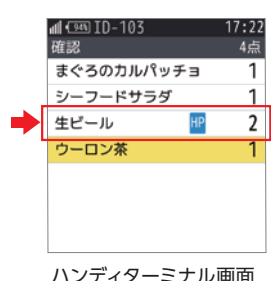 94% ID-103 17:22
確認 4点
まぐろのカルパッチョ 1
シーフードサラダ 1
生ビール HP 2
ウーロン茶 1
ハンディターミナル画面